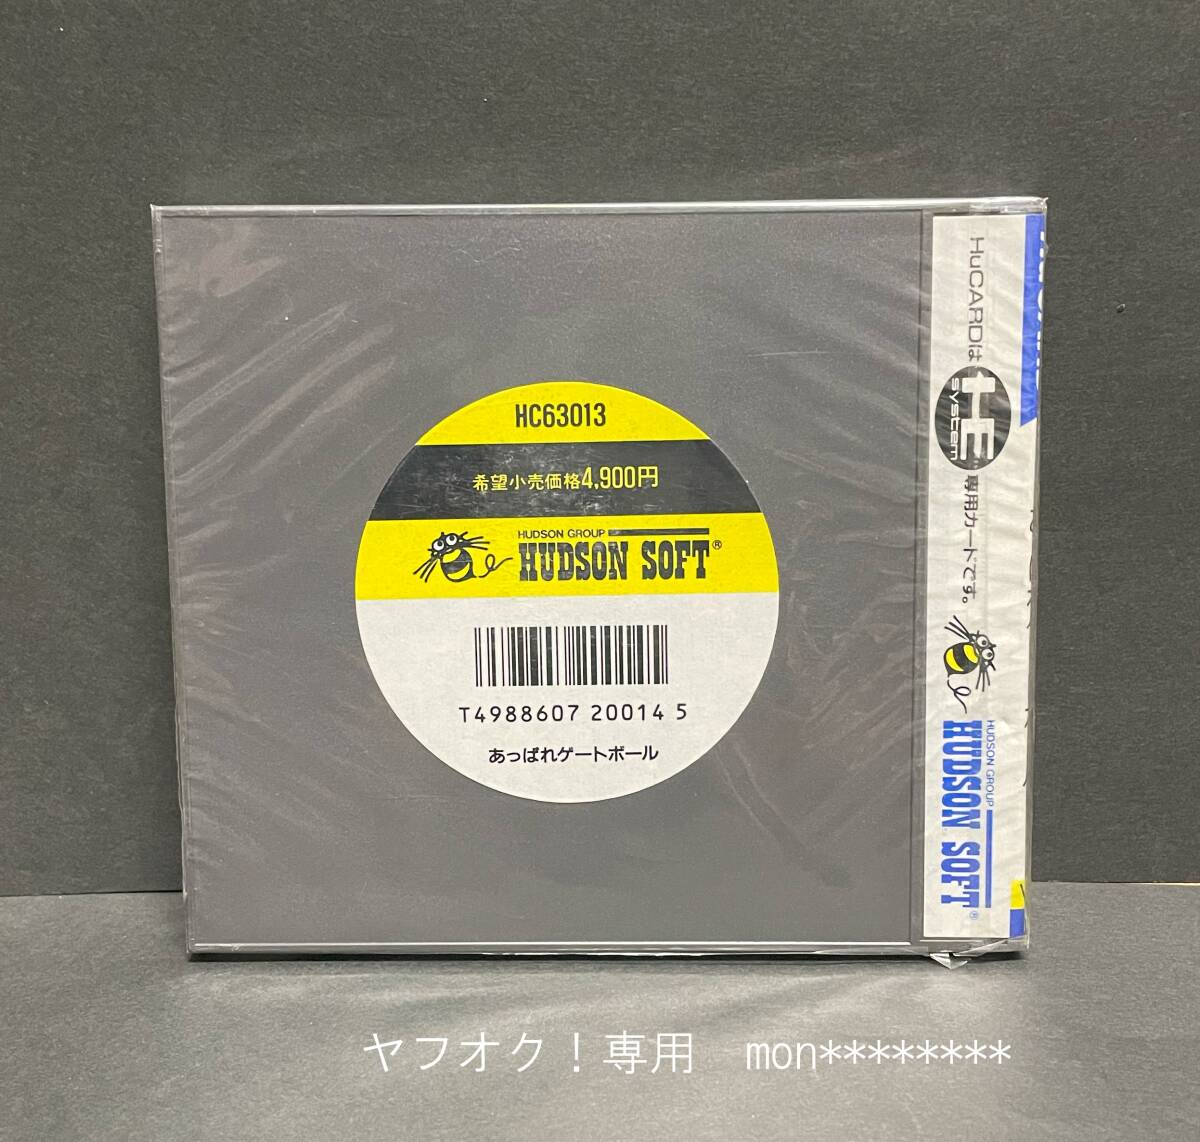 HC63013
希望小売価格4,900円
HUDSON GROUP
HUDSON SOFT®
T4988607 20014 5
あっぱれゲートボール
HuCARDは HE system 専用カードです。
HUDSON GROUP
HUDSON SOFT®
ヤフオク！専用　mon********